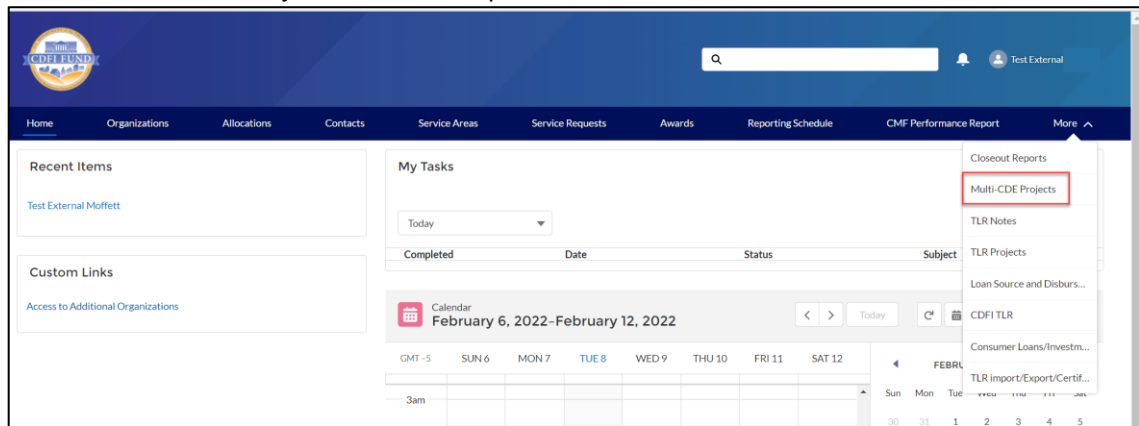 CDFI FUND
Test External
Home Organizations Allocations Contacts Service Areas Service Requests Awards Reporting Schedule CMF Performance Report More
Closeout Reports
Multi-CDE Projects
TLR Notes
TLR Projects
Loan Source and Disburs...
CDFI TLR
Consumer Loans/Investm...
TLR import/Export/Certif...
Recent Items
Test External Moffett
Custom Links
Access to Additional Organizations
My Tasks
Today
Completed Date Status Subject
Calendar
February 6, 2022–February 12, 2022
Today
GMT -5 SUN 6 MON 7 TUE 8 WED 9 THU 10 FRI 11 SAT 12
3am
FEBRU
Sun Mon Tue Wed Thu Fri Sat
30 31 1 2 3 4 5